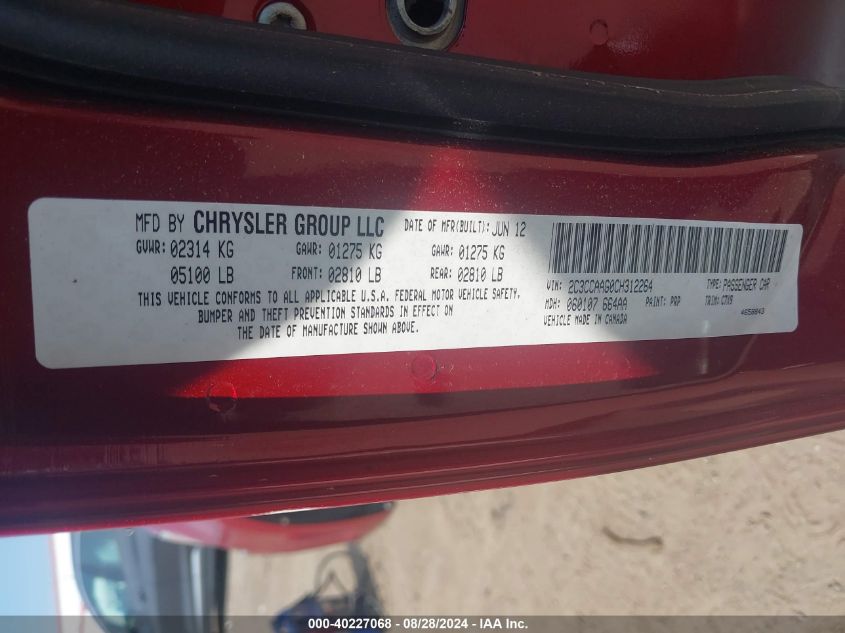 MFD BY CHRYSLER GROUP LLC DATE OF MFR(BUILT): JUN 12
GVWR: 02314 KG GAWR: 01275 KG GAWR: 01275 KG
05100 LB FRONT: 02810 LB REAR: 02810 LB
THIS VEHICLE CONFORMS TO ALL APPLICABLE U.S.A. FEDERAL MOTOR VEHICLE SAFETY,
BUMPER AND THEFT PREVENTION STANDARDS IN EFFECT ON
THE DATE OF MANUFACTURE SHOWN ABOVE.
VIN: 2C3CCAAG0CH312264 TYPE: PASSENGER CAR
MDH: 060107 664AA PAINT: PRP TRIM: C7D9
VEHICLE MADE IN CANADA 4658043
000-40227068 - 08/28/2024 - IAA Inc.